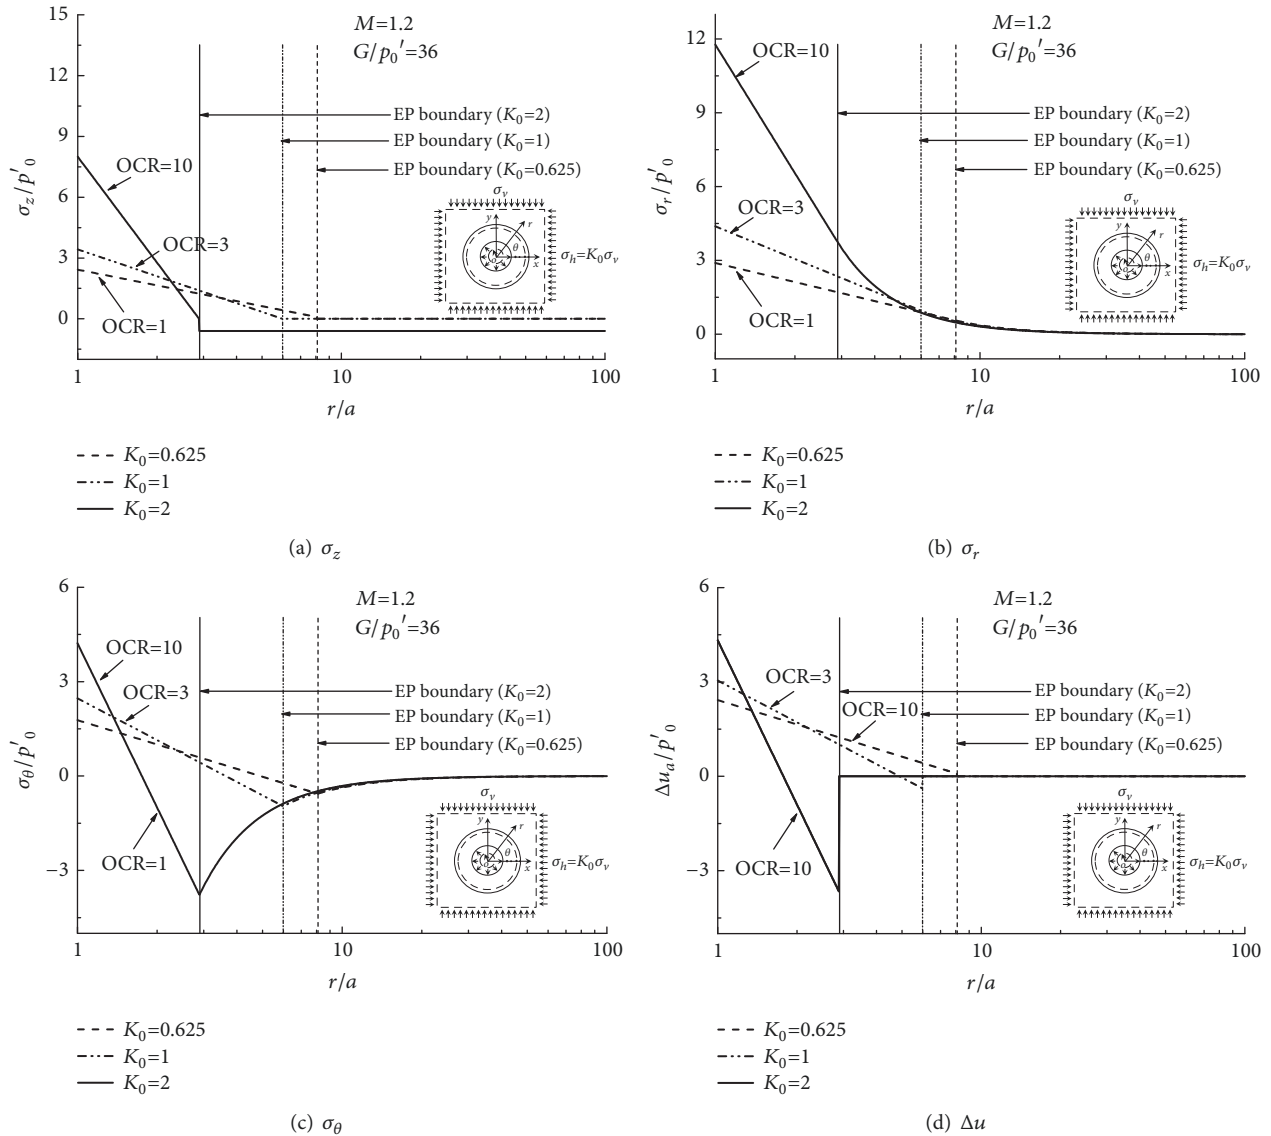 15
12
9
6
3
0
σz/p′0
M=1.2
G/p0′=36
OCR=10
OCR=3
OCR=1
EP boundary (K0=2)
EP boundary (K0=1)
EP boundary (K0=0.625)
σv
y
r
θ
o
x
σh=K0σv
1
10
100
r/a
K0=0.625
K0=1
K0=2
(a) σz
12
9
6
3
0
σr/p′0
M=1.2
G/p0′=36
OCR=10
OCR=3
OCR=1
EP boundary (K0=2)
EP boundary (K0=1)
EP boundary (K0=0.625)
σv
y
r
θ
o
x
σh=K0σv
1
10
100
r/a
K0=0.625
K0=1
K0=2
(b) σr
6
3
0
−3
σθ/p′0
M=1.2
G/p0′=36
OCR=10
OCR=3
OCR=1
EP boundary (K0=2)
EP boundary (K0=1)
EP boundary (K0=0.625)
σv
y
r
θ
o
x
σh=K0σv
1
10
100
r/a
K0=0.625
K0=1
K0=2
(c) σθ
6
3
0
−3
Δua/p′0
M=1.2
G/p0′=36
OCR=3
OCR=10
OCR=10
EP boundary (K0=2)
EP boundary (K0=1)
EP boundary (K0=0.625)
σv
y
r
θ
o
x
σh=K0σv
1
10
100
r/a
K0=0.625
K0=1
K0=2
(d) Δu